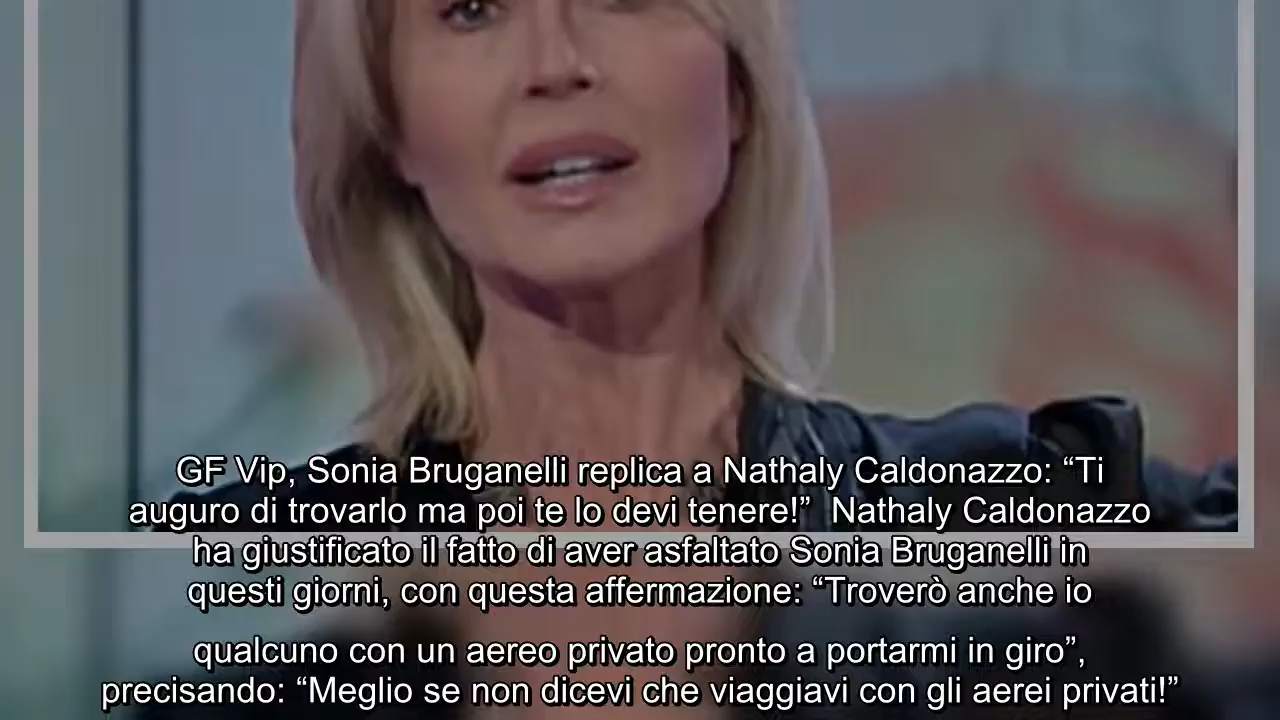 GF Vip, Sonia Bruganelli replica a Nathaly Caldonazzo: “Ti
auguro di trovarlo ma poi te lo devi tenere!”  Nathaly Caldonazzo
ha giustificato il fatto di aver asfaltato Sonia Bruganelli in
questi giorni, con questa affermazione: “Troverò anche io
qualcuno con un aereo privato pronto a portarmi in giro”,
precisando: “Meglio se non dicevi che viaggiavi con gli aerei privati!”